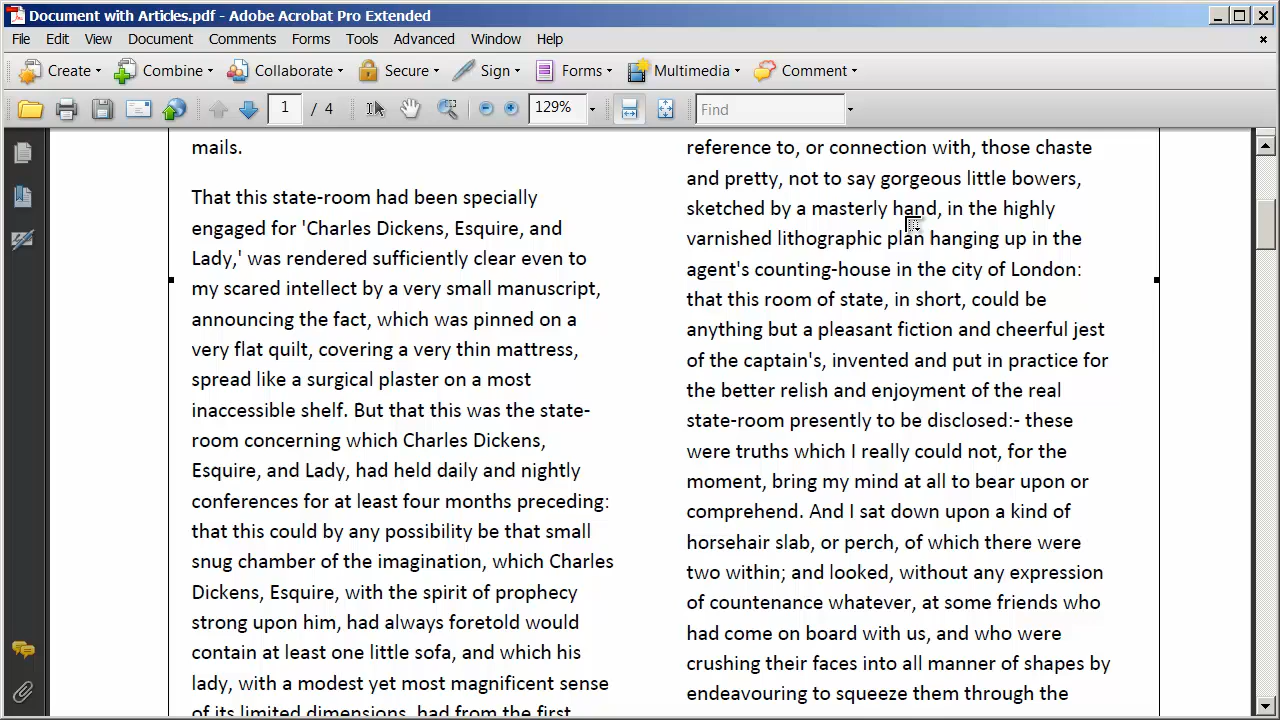 Document with Articles.pdf - Adobe Acrobat Pro Extended
File Edit View Document Comments Forms Tools Advanced Window Help
Create Combine Collaborate Secure Sign Forms Multimedia Comment
1 / 4 129% Find
mails.
That this state-room had been specially
engaged for 'Charles Dickens, Esquire, and
Lady,' was rendered sufficiently clear even to
my scared intellect by a very small manuscript,
announcing the fact, which was pinned on a
very flat quilt, covering a very thin mattress,
spread like a surgical plaster on a most
inaccessible shelf. But that this was the state-
room concerning which Charles Dickens,
Esquire, and Lady, had held daily and nightly
conferences for at least four months preceding:
that this could by any possibility be that small
snug chamber of the imagination, which Charles
Dickens, Esquire, with the spirit of prophecy
strong upon him, had always foretold would
contain at least one little sofa, and which his
lady, with a modest yet most magnificent sense
of its limited dimensions, had from the first
reference to, or connection with, those chaste
and pretty, not to say gorgeous little bowers,
sketched by a masterly hand, in the highly
varnished lithographic plan hanging up in the
agent's counting-house in the city of London:
that this room of state, in short, could be
anything but a pleasant fiction and cheerful jest
of the captain's, invented and put in practice for
the better relish and enjoyment of the real
state-room presently to be disclosed:- these
were truths which I really could not, for the
moment, bring my mind at all to bear upon or
comprehend. And I sat down upon a kind of
horsehair slab, or perch, of which there were
two within; and looked, without any expression
of countenance whatever, at some friends who
had come on board with us, and who were
crushing their faces into all manner of shapes by
endeavouring to squeeze them through the